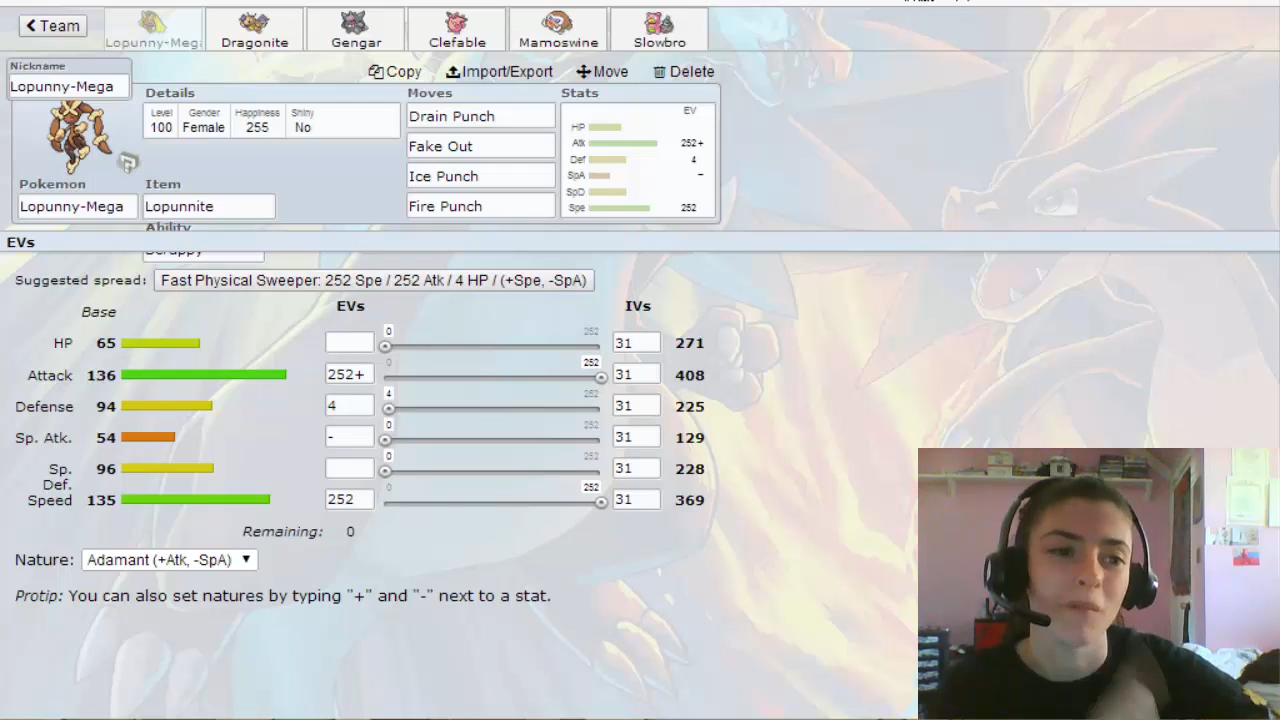 Team
Lopunny-Mega
Dragonite
Gengar
Clefable
Mamoswine
Slowbro
Nickname
Lopunny-Mega
Copy Import/Export Move Delete
Details
Level Gender Happiness Shiny
100 Female 255 No
Pokemon
Lopunny-Mega
Item
Lopunnite
Ability
Scrappy
Moves
Drain Punch
Fake Out
Ice Punch
Fire Punch
Stats
EV
HP
Atk 252+
Def 4
SpA -
SpD
Spe 252
EVs
Suggested spread: Fast Physical Sweeper: 252 Spe / 252 Atk / 4 HP / (+Spe, -SpA)
Base EVs IVs
HP 65 0 252 31 271
Attack 136 252+ 0 252 31 408
Defense 94 4 4 252 31 225
Sp. Atk. 54 - 0 252 31 129
Sp. Def. 96 0 252 31 228
Speed 135 252 0 252 31 369
Remaining: 0
Nature: Adamant (+Atk, -SpA)
Protip: You can also set natures by typing "+" and "-" next to a stat.